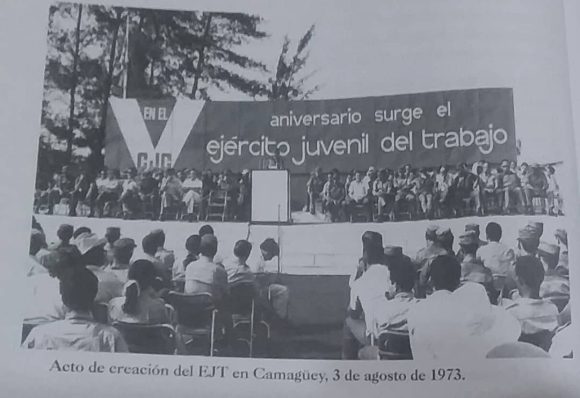 EN EL
V
CJC
aniversario surge el
ejército juvenil del trabajo
Acto de creación del EJT en Camagüey, 3 de agosto de 1973.